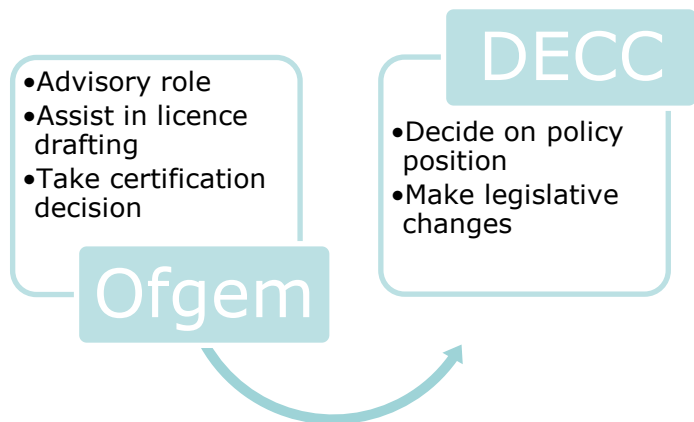 •Advisory role
•Assist in licence
drafting
•Take certification
decision
Ofgem
DECC
•Decide on policy
position
•Make legislative
changes